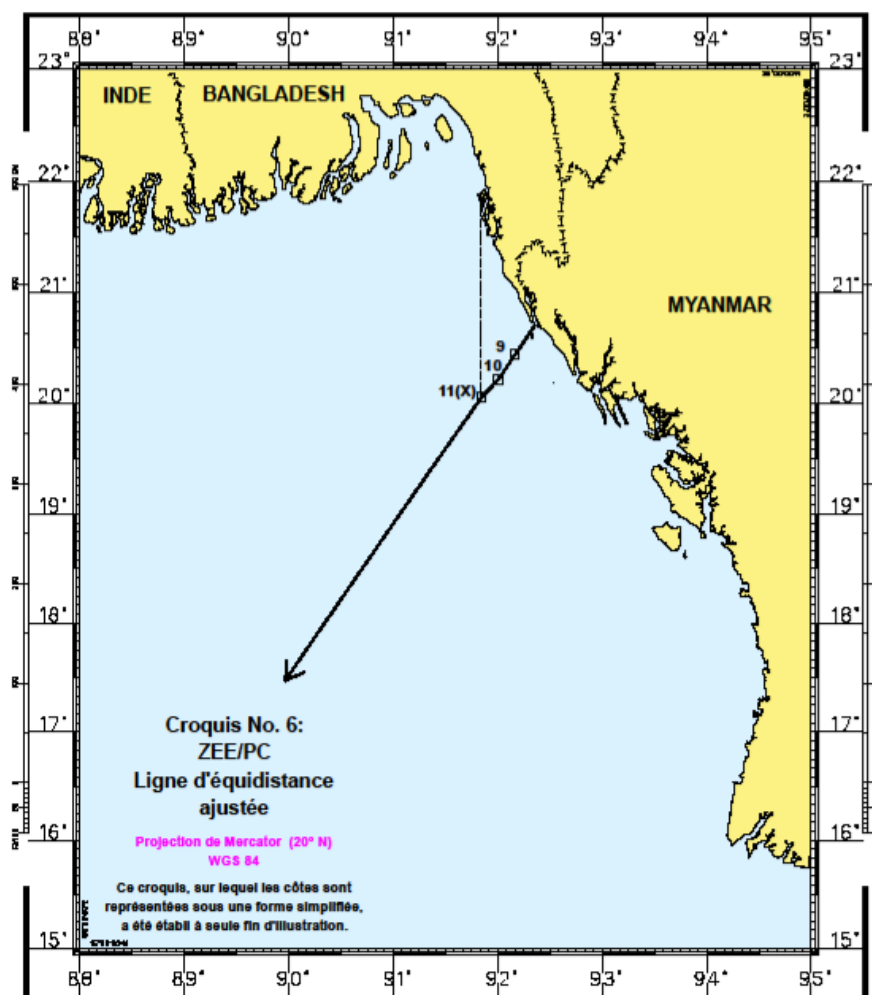 88° 89° 90° 91° 92° 93° 94° 95°
23°
INDE BANGLADESH
22°
21°
MYANMAR
9
10
11(X)
20°
19°
18°
17°
16°
15°
23°
22°
21°
20°
19°
18°
17°
16°
15°
Croquis No. 6:
ZEE/PC
Ligne d'équidistance
ajustée
Projection de Mercator (20° N)
WGS 84
Ce croquis, sur lequel les côtes sont
représentées sous une forme simplifiée,
a été établi à seule fin d'illustration.
88° 89° 90° 91° 92° 93° 94° 95°